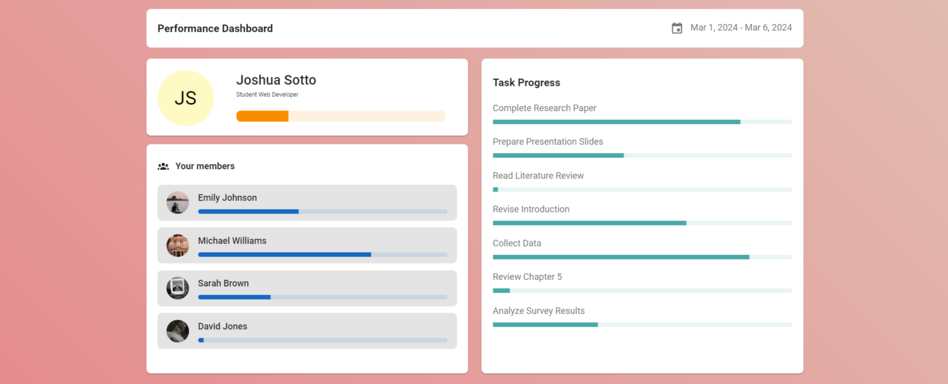 Performance Dashboard
Mar 1, 2024 - Mar 6, 2024
JS
Joshua Sotto
Student Web Developer
Your members
Emily Johnson
Michael Williams
Sarah Brown
David Jones
Task Progress
Complete Research Paper
Prepare Presentation Slides
Read Literature Review
Revise Introduction
Collect Data
Review Chapter 5
Analyze Survey Results